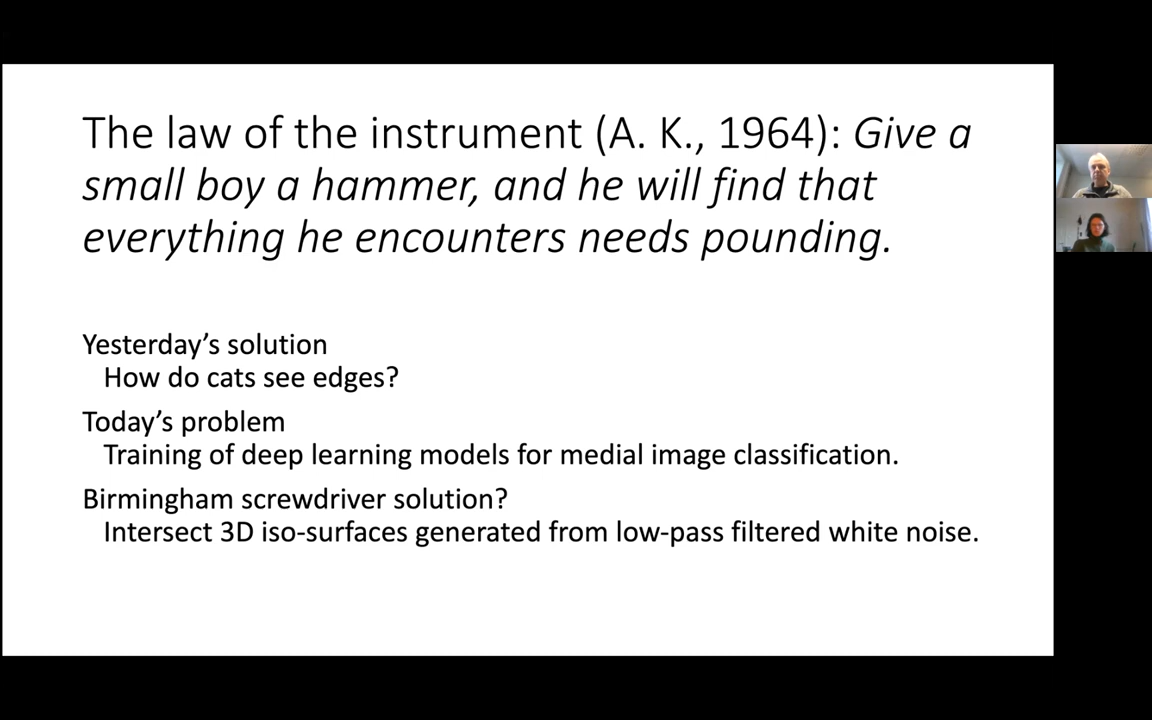 The law of the instrument (A. K., 1964): Give a
small boy a hammer, and he will find that
everything he encounters needs pounding.
Yesterday’s solution
How do cats see edges?
Today’s problem
Training of deep learning models for medial image classification.
Birmingham screwdriver solution?
Intersect 3D iso-surfaces generated from low-pass filtered white noise.